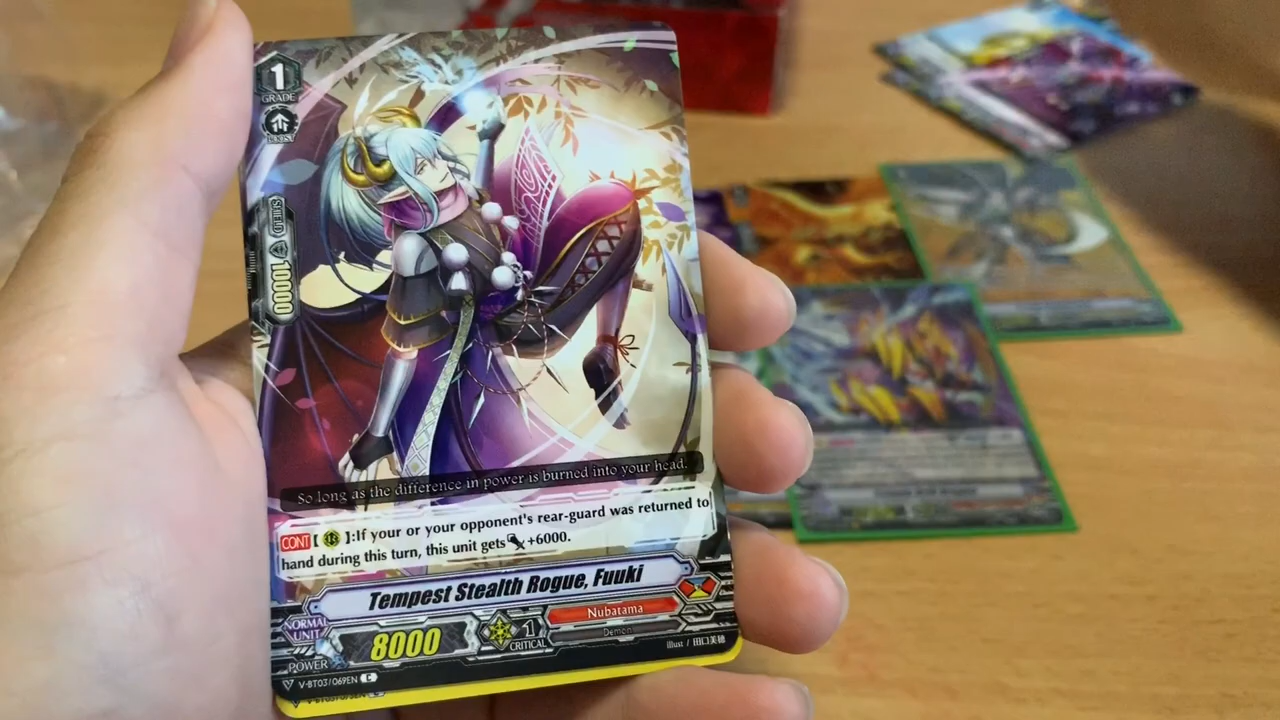 1
GRADE
BOOST
SHIELD
10000
So long as the difference in power is burned into your head.
CONT [ ]:If your or your opponent's rear-guard was returned to
hand during this turn, this unit gets +6000.
Tempest Stealth Rogue, Fuuki
NORMAL
UNIT
Nubatama
Demon
POWER
8000
1
CRITICAL
Illust / 田口美穂
V-BT03/069EN C